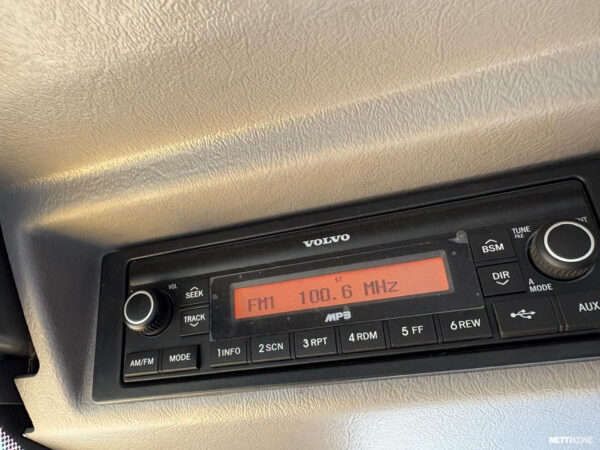 VOLVO
VOL
SEEK
TRACK
AM/FM
MODE
ST
FM1 100.6 MHz
MP3
1INFO
2SCN
3RPT
4RDM
5FF
6REW
BSM
DIR
TUNE
FILE
A
MODE
AUX
NETTIKONE